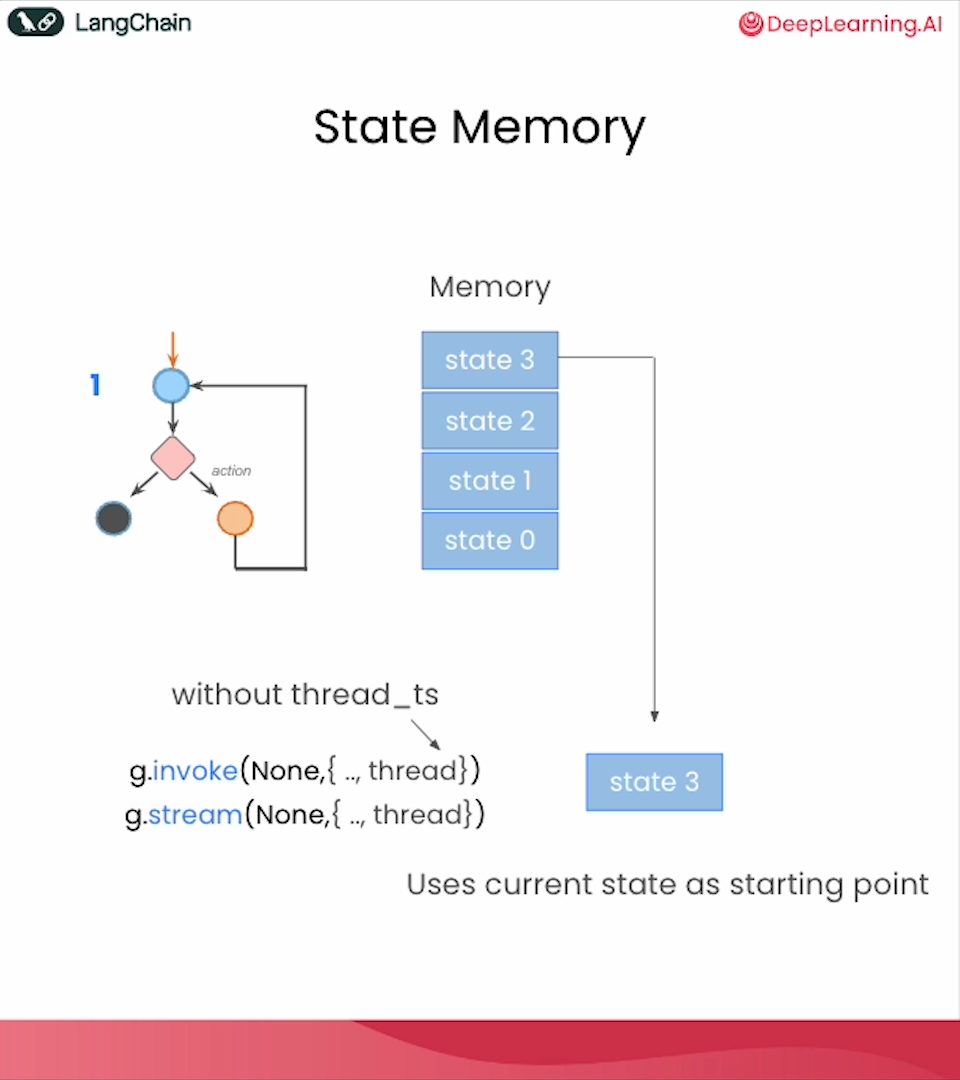 LangChain
DeepLearning.AI
State Memory
Memory
1
action
state 3
state 2
state 1
state 0
without thread_ts
g.invoke(None,{ .., thread})
g.stream(None,{ .., thread})
state 3
Uses current state as starting point